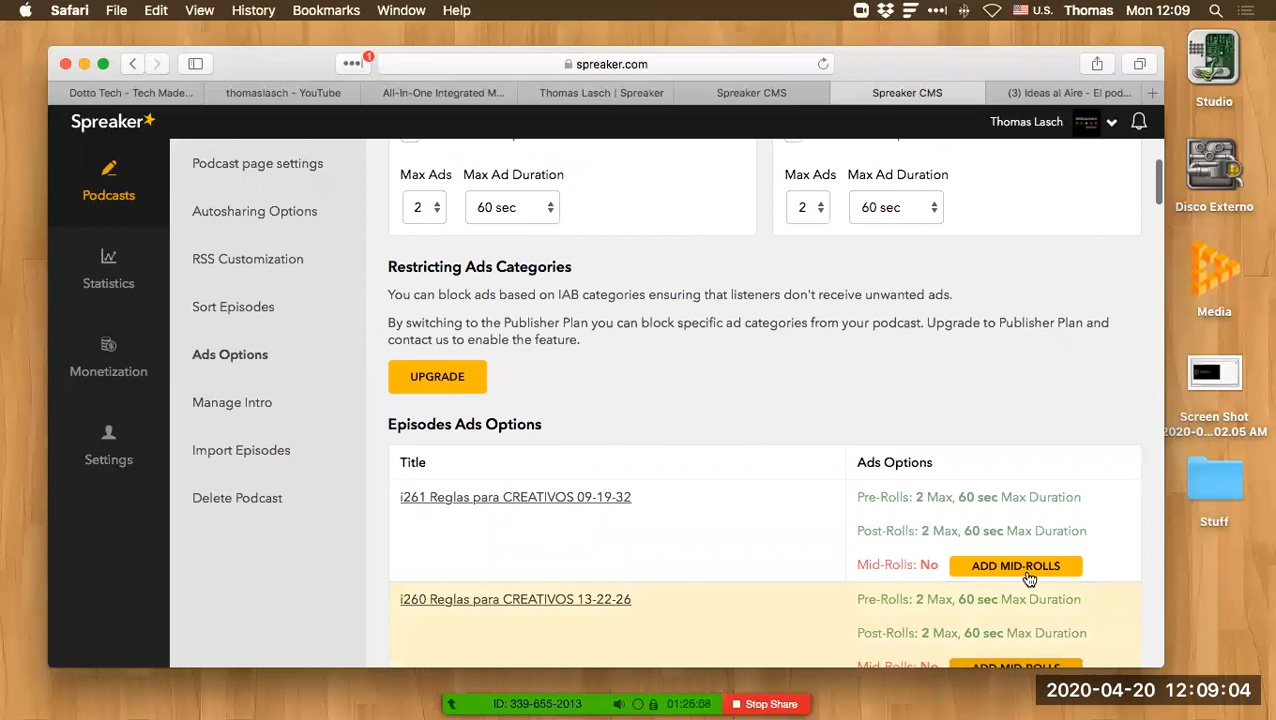 Safari File Edit View History Bookmarks Window Help U.S. Thomas Mon 12:09
1 spreaker.com
Dotto Tech - Tech Made... thomaslasch - YouTube All-In-One Integrated M... Thomas Lasch | Spreaker Spreaker CMS Spreaker CMS (3) Ideas al Aire - El pod...
Spreaker Thomas Lasch
Podcasts
Statistics
Monetization
Settings
Podcast page settings
Autosharing Options
RSS Customization
Sort Episodes
Ads Options
Manage Intro
Import Episodes
Delete Podcast
Max Ads Max Ad Duration Max Ads Max Ad Duration
2 60 sec 2 60 sec
Restricting Ads Categories
You can block ads based on IAB categories ensuring that listeners don't receive unwanted ads.
By switching to the Publisher Plan you can block specific ad categories from your podcast. Upgrade to Publisher Plan and
contact us to enable the feature.
UPGRADE
Episodes Ads Options
Title Ads Options
i261 Reglas para CREATIVOS 09-19-32 Pre-Rolls: 2 Max, 60 sec Max Duration
Post-Rolls: 2 Max, 60 sec Max Duration
Mid-Rolls: No ADD MID-ROLLS
i260 Reglas para CREATIVOS 13-22-26 Pre-Rolls: 2 Max, 60 sec Max Duration
Post-Rolls: 2 Max, 60 sec Max Duration
Mid-Rolls: No ADD MID-ROLLS
Studio
Disco Externo
Media
Screen Shot
2020-0...02.05 AM
Stuff
ID: 339-655-2013 01:26:08 Stop Share
2020-04-20 12:09:04